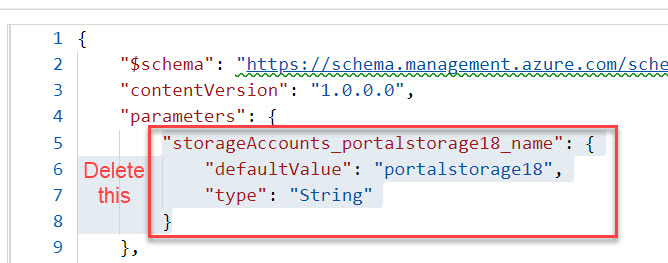 1 {
2 "$schema": "https://schema.management.azure.com/sche
3 "contentVersion": "1.0.0.0",
4 "parameters": {
5 "storageAccounts_portalstorage18_name": {
6 "defaultValue": "portalstorage18",
7 "type": "String"
8 }
9 },
Delete
this